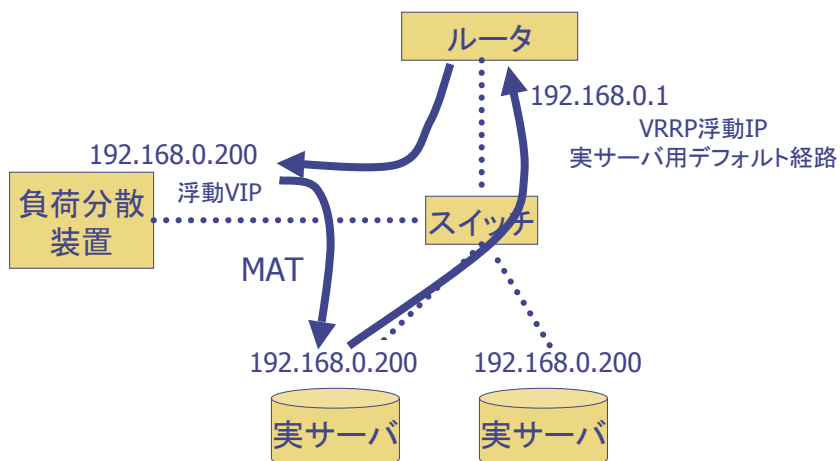 ルータ
192.168.0.1
VRRP浮動IP
実サーバ用デフォルト経路
192.168.0.200
浮動VIP
負荷分散
装置
スイッチ
MAT
192.168.0.200
192.168.0.200
実サーバ
実サーバ